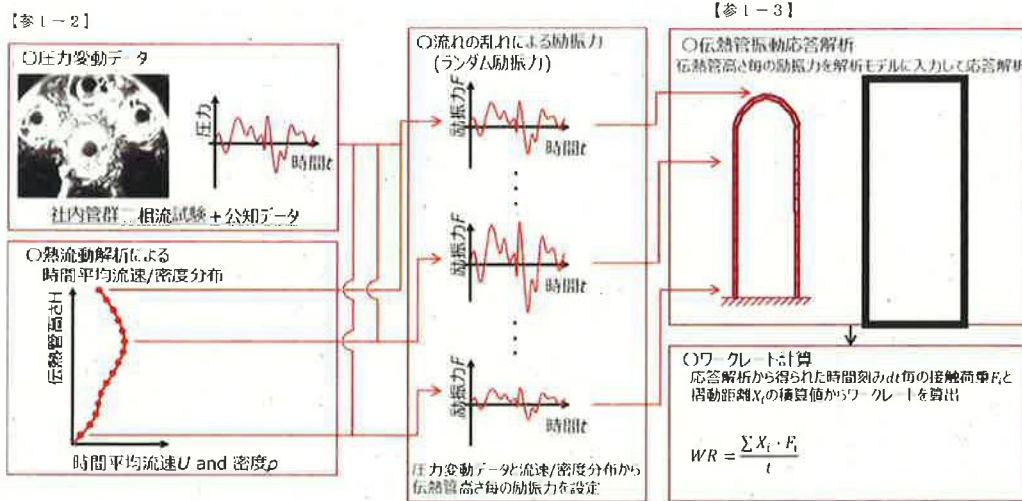 【参1-2】
○圧力変動データ
圧力
時間t
社内管群二相流試験+公知データ
○熱流動解析による
時間平均流速/密度分布
伝熱管高さH
時間平均流速U and 密度ρ
○流れの乱れによる励振力
(ランダム励振力)
励振力F
時間t
励振力F
時間t
励振力F
時間t
圧力変動データと流速/密度分布から
伝熱管高さ毎の励振力を設定
【参1-3】
○伝熱管振動応答解析
伝熱管高さ毎の励振力を解析モデルに入力して応答解析
○ワークレート計算
応答解析から得られた時間刻みdt毎の接触荷重Fᵢと
摺動距離Xᵢの積算値からワークレートを算出
WR = ∑Xᵢ・Fᵢ / t